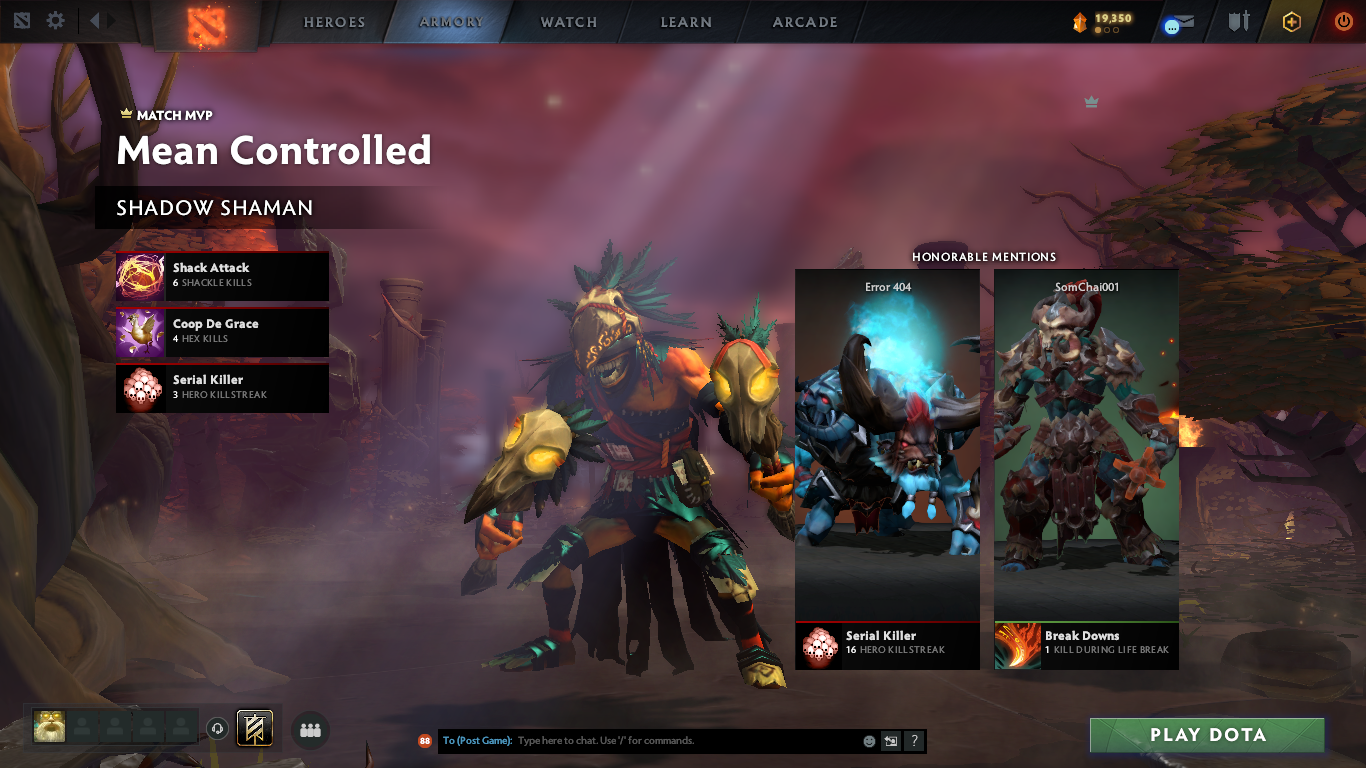 HEROES
ARMORY
WATCH
LEARN
ARCADE
19,350
MATCH MVP
Mean Controlled
SHADOW SHAMAN
Shack Attack
6 SHACKLE KILLS
Coop De Grace
4 HEX KILLS
Serial Killer
3 HERO KILLSTREAK
HONORABLE MENTIONS
Error 404
SomChai001
Serial Killer
16 HERO KILLSTREAK
Break Downs
1 KILL DURING LIFE BREAK
88
To (Post Game): Type here to chat. Use '/' for commands.
?
PLAY DOTA